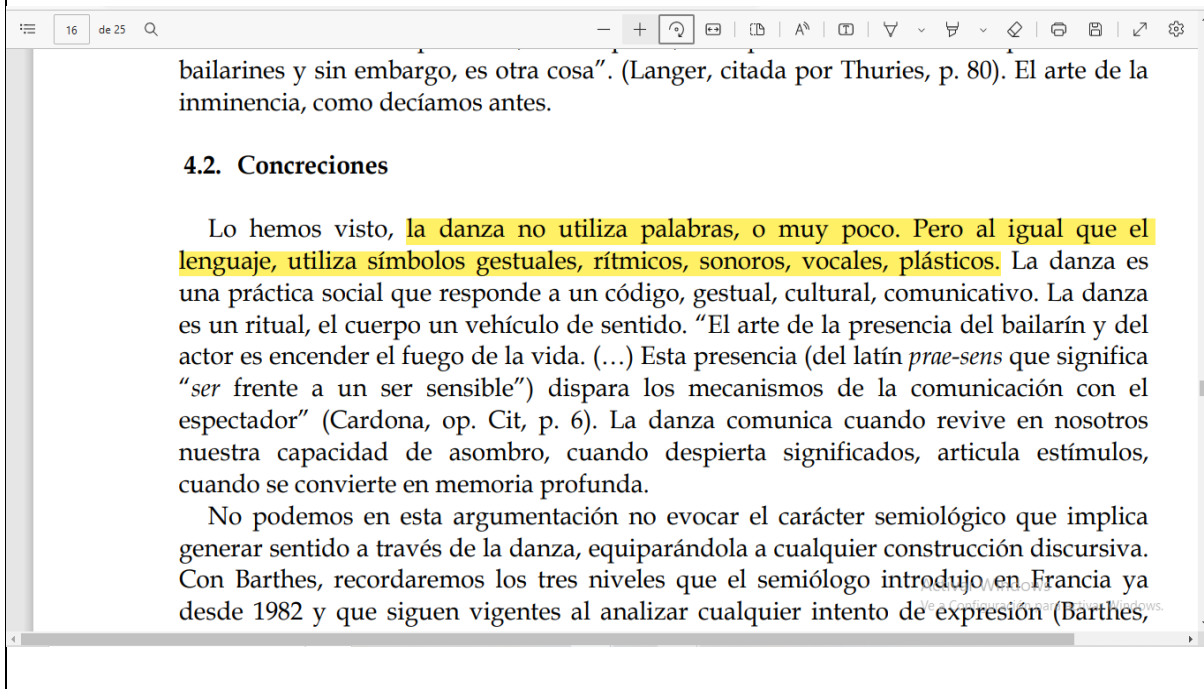 16 de 25
bailarines y sin embargo, es otra cosa”. (Langer, citada por Thuries, p. 80). El arte de la
inminencia, como decíamos antes.
4.2. Concreciones
Lo hemos visto, la danza no utiliza palabras, o muy poco. Pero al igual que el
lenguaje, utiliza símbolos gestuales, rítmicos, sonoros, vocales, plásticos. La danza es
una práctica social que responde a un código, gestual, cultural, comunicativo. La danza
es un ritual, el cuerpo un vehículo de sentido. “El arte de la presencia del bailarín y del
actor es encender el fuego de la vida. (…) Esta presencia (del latín prae-sens que significa
“ser frente a un ser sensible”) dispara los mecanismos de la comunicación con el
espectador” (Cardona, op. Cit, p. 6). La danza comunica cuando revive en nosotros
nuestra capacidad de asombro, cuando despierta significados, articula estímulos,
cuando se convierte en memoria profunda.
No podemos en esta argumentación no evocar el carácter semiológico que implica
generar sentido a través de la danza, equiparándola a cualquier construcción discursiva.
Con Barthes, recordaremos los tres niveles que el semiólogo introdujo en Francia ya
desde 1982 y que siguen vigentes al analizar cualquier intento de expresión (Barthes,
Activar Windows
Ve a Configuración para activar Windows.